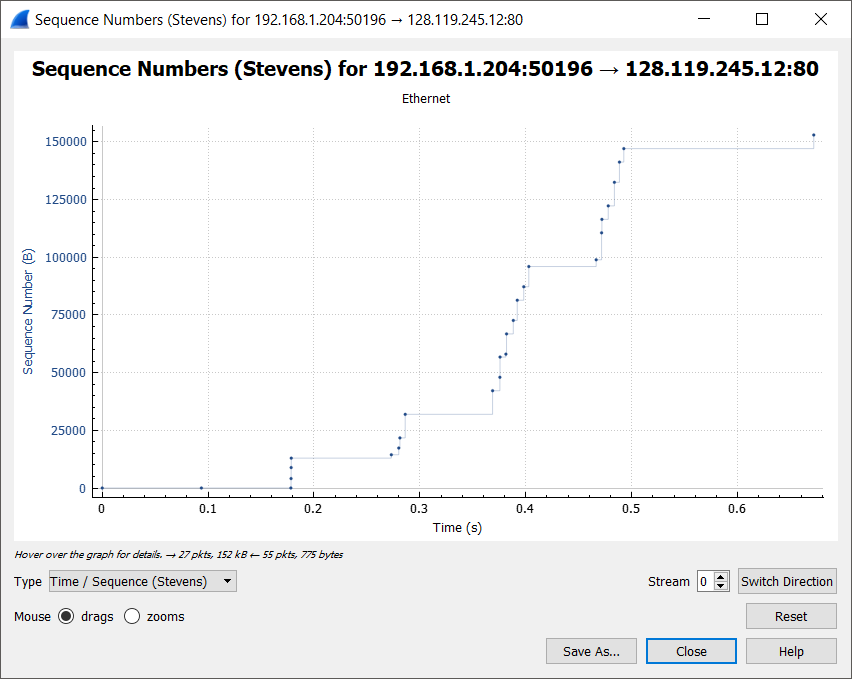 Sequence Numbers (Stevens) for 192.168.1.204:50196 → 128.119.245.12:80
Sequence Numbers (Stevens) for 192.168.1.204:50196 → 128.119.245.12:80
Ethernet
Sequence Number (B)
150000
125000
100000
75000
50000
25000
0
0 0.1 0.2 0.3 0.4 0.5 0.6
Time (s)
Hover over the graph for details. → 27 pkts, 152 kB ← 55 pkts, 775 bytes
Type Time / Sequence (Stevens) Stream 0 Switch Direction
Mouse drags zooms Reset
Save As... Close Help